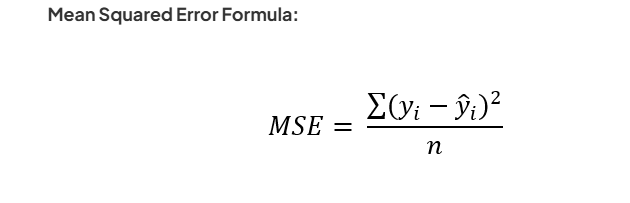 Mean Squared Error Formula:
MSE = Σ(yᵢ − ŷᵢ)²
n